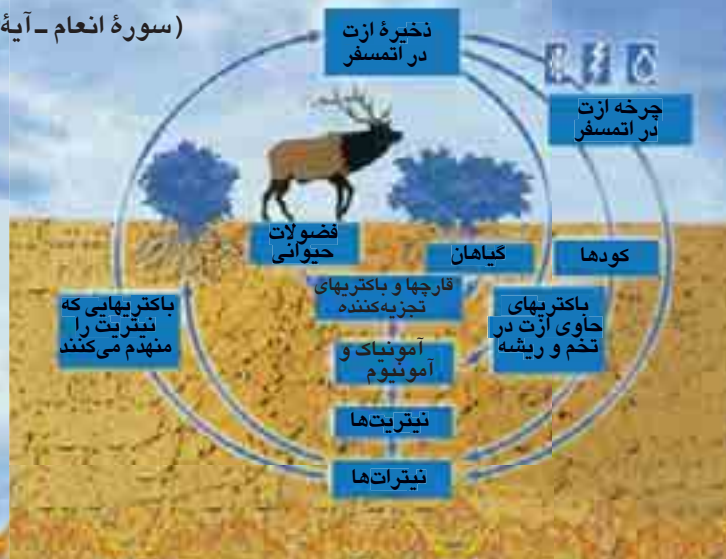 (سورهٔ انعام ـ آیهٔ
ذخیرهٔ ازت
در اتمسفر
چرخه ازت
در اتمسفر
فضولات
حیوانی
گیاهان
کودها
قارچها و باکتریهای
تجزیه‌کننده
باکتریهایی که
نیتریت را
منهدم می‌کنند
باکتریهای
حاوی ازت در
تخم و ریشه
آمونیاک و
آمونیوم
نیتریت‌ها
نیترات‌ها